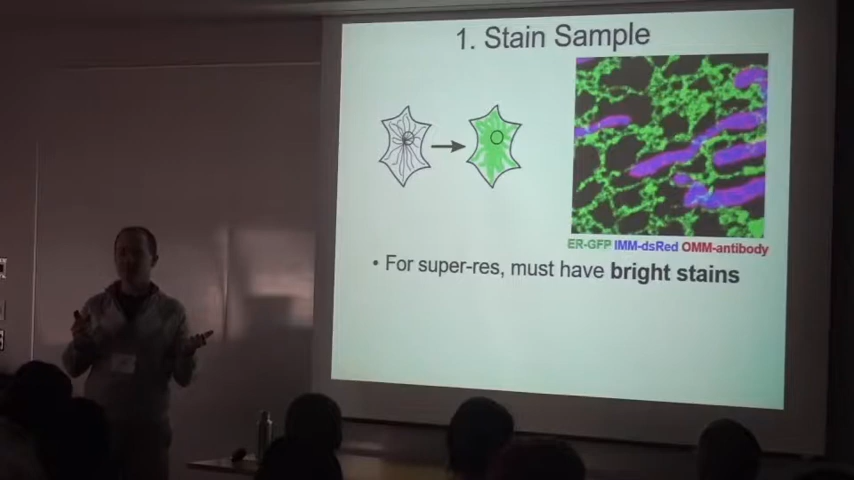 1. Stain Sample
ER-GFP IMM-dsRed OMM-antibody
• For super-res, must have bright stains